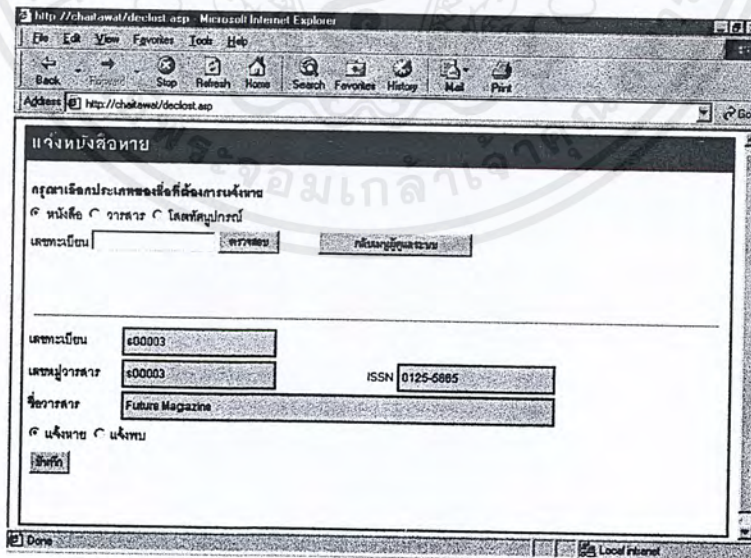 http://chaitawat/declost.asp - Microsoft Internet Explorer
File Edit View Favorites Tools Help
Back Forward Stop Refresh Home Search Favorites History Mail Print
Address http://chaitawat/declost.asp Go
แจ้งหนังสือหาย
กรุณาเลือกประเภทของสื่อที่ต้องการแจ้งหาย
หนังสือ วารสาร โสตทัศนูปกรณ์
เลขทะเบียน ตรวจสอบ กลับเมนูผู้ดูแลระบบ
เลขทะเบียน s00003
เลขหมู่วารสาร s00003 ISSN 0125-5665
ชื่อวารสาร Future Magazine
แจ้งหาย แจ้งพบ
บันทึก
Done Local intranet